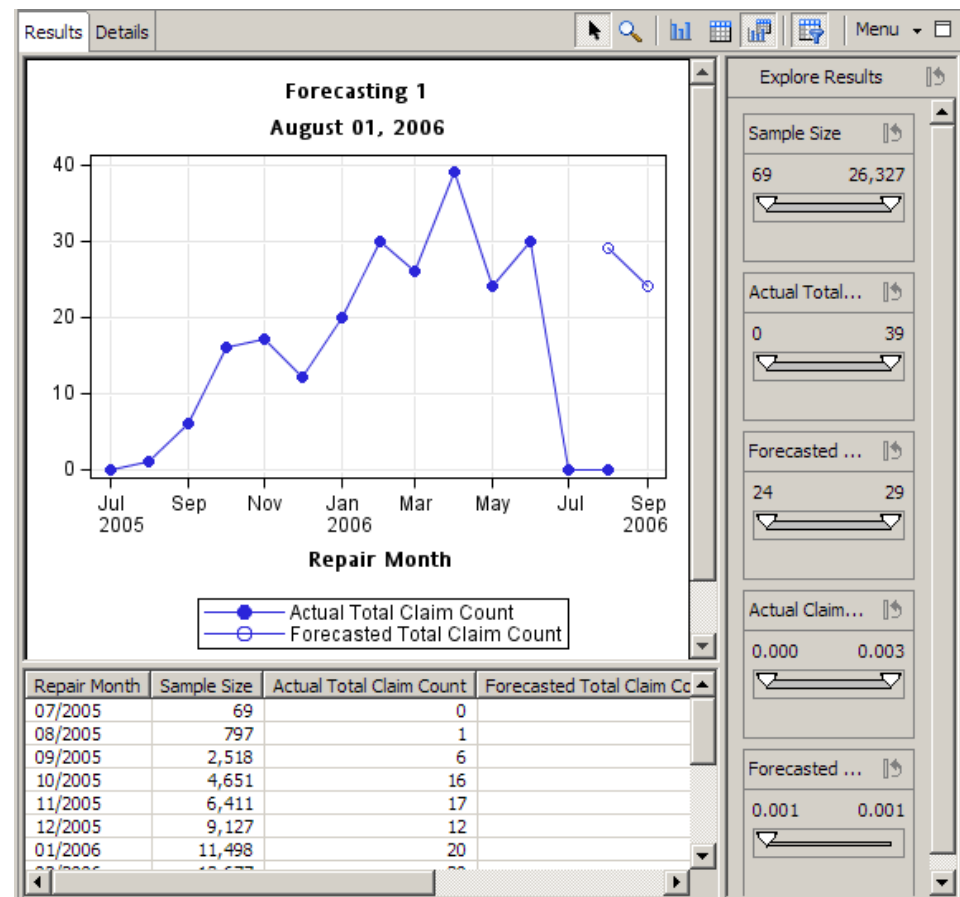 Results Details Menu
Forecasting 1
August 01, 2006
40
30
20
10
0
Jul Sep Nov Jan Mar May Jul Sep
2005 2006 2006
Repair Month
Actual Total Claim Count
Forecasted Total Claim Count
Repair Month Sample Size Actual Total Claim Count Forecasted Total Claim Co
07/2005 69 0
08/2005 797 1
09/2005 2,518 6
10/2005 4,651 16
11/2005 6,411 17
12/2005 9,127 12
01/2006 11,498 20
Explore Results
Sample Size
69 26,327
Actual Total...
0 39
Forecasted ...
24 29
Actual Claim...
0.000 0.003
Forecasted ...
0.001 0.001